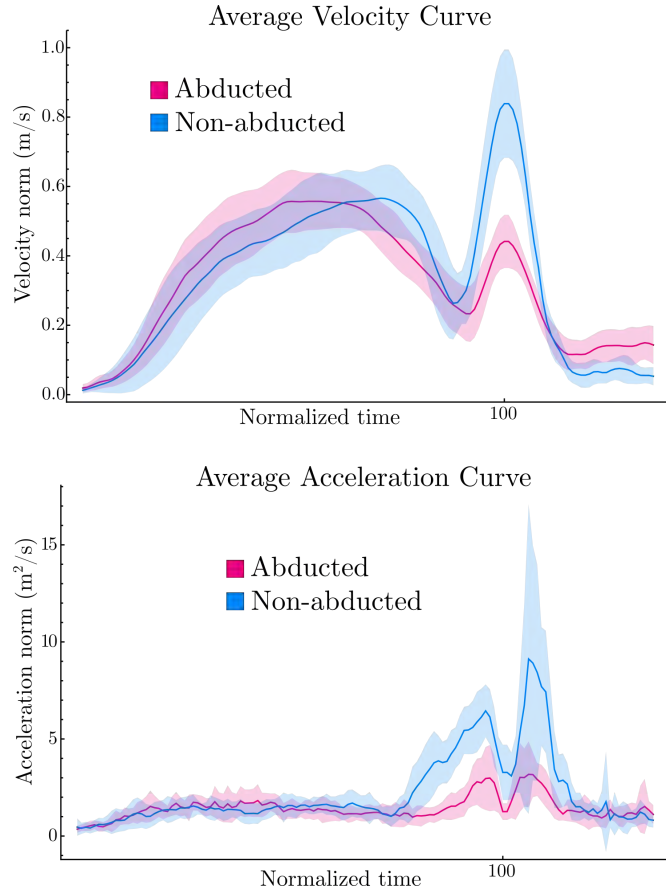 Average Velocity Curve
1.0
0.8
0.6
0.4
0.2
0.0
Velocity norm (m/s)
Abducted
Non-abducted
Normalized time
100
Average Acceleration Curve
15
10
5
0
Acceleration norm (m²/s)
Abducted
Non-abducted
Normalized time
100